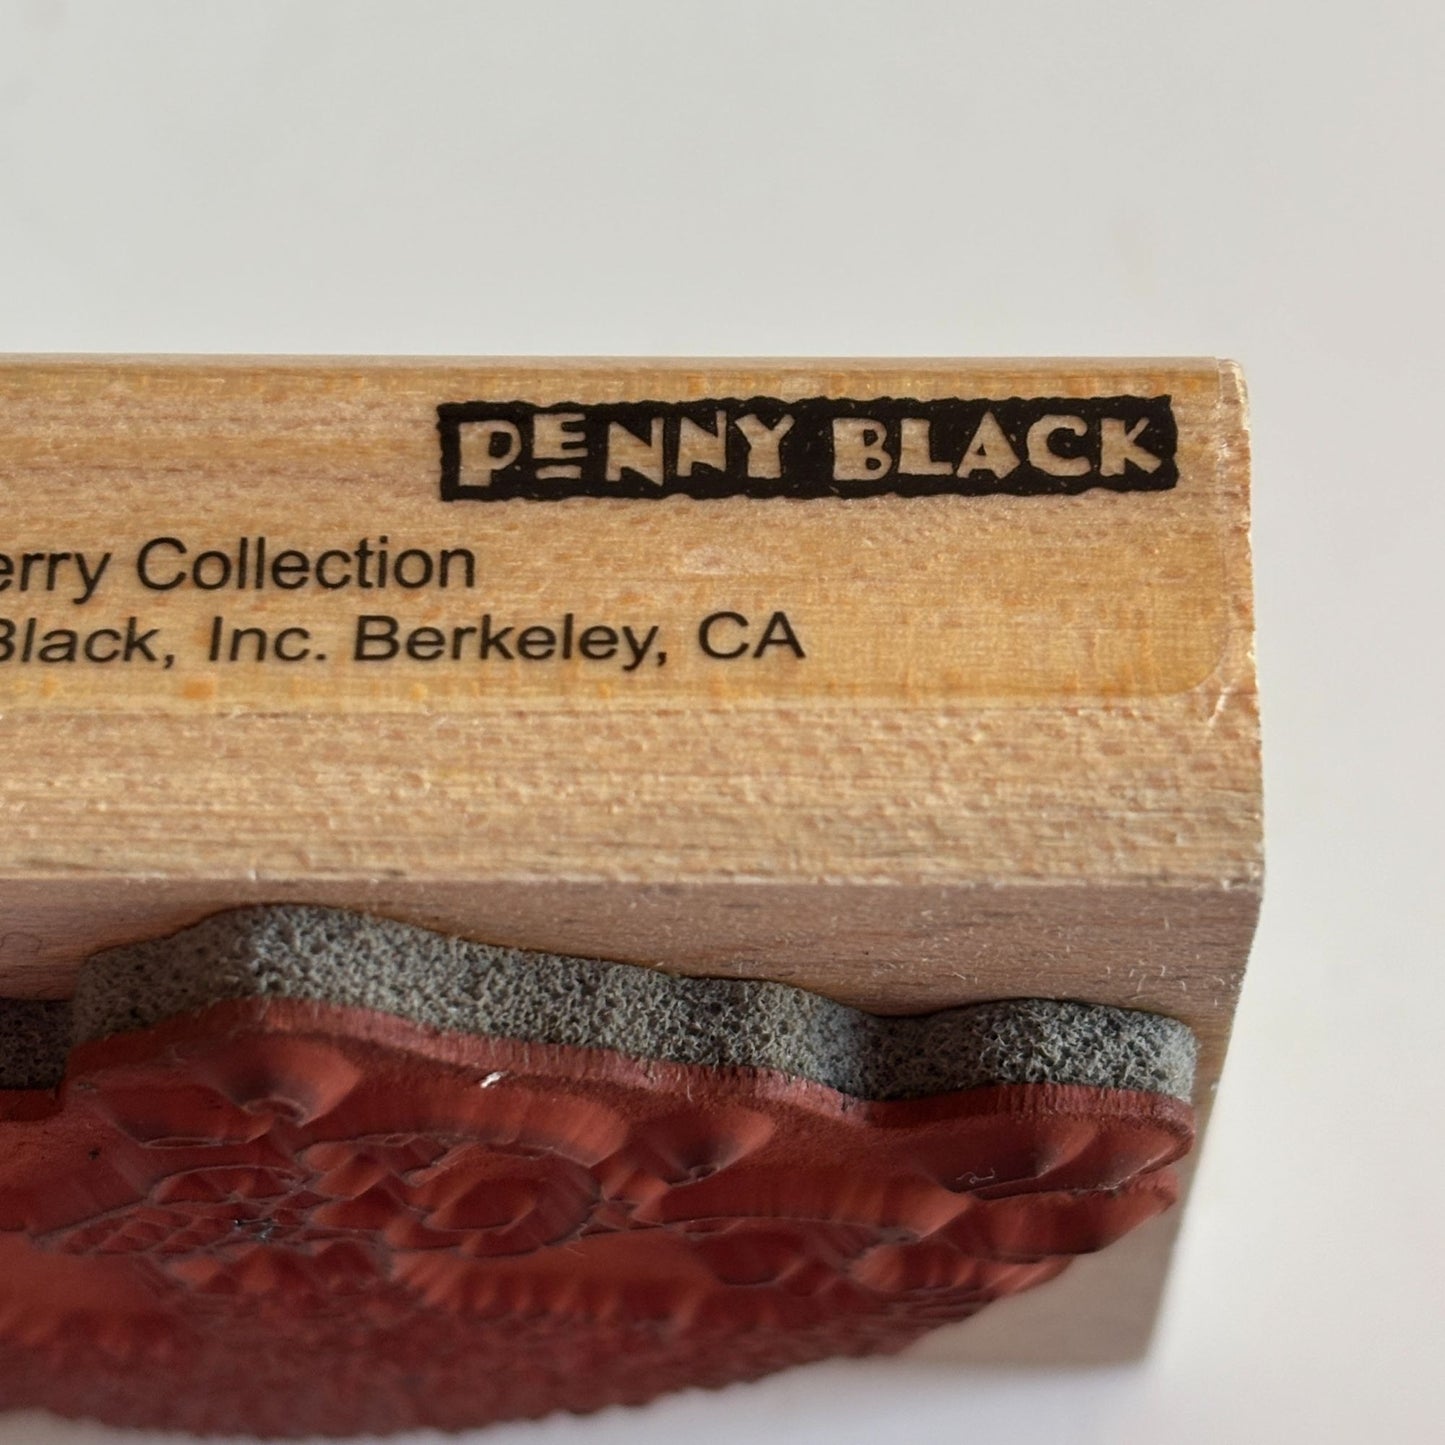 PENNY BLACK
erry Collection
Black, Inc. Berkeley, CA